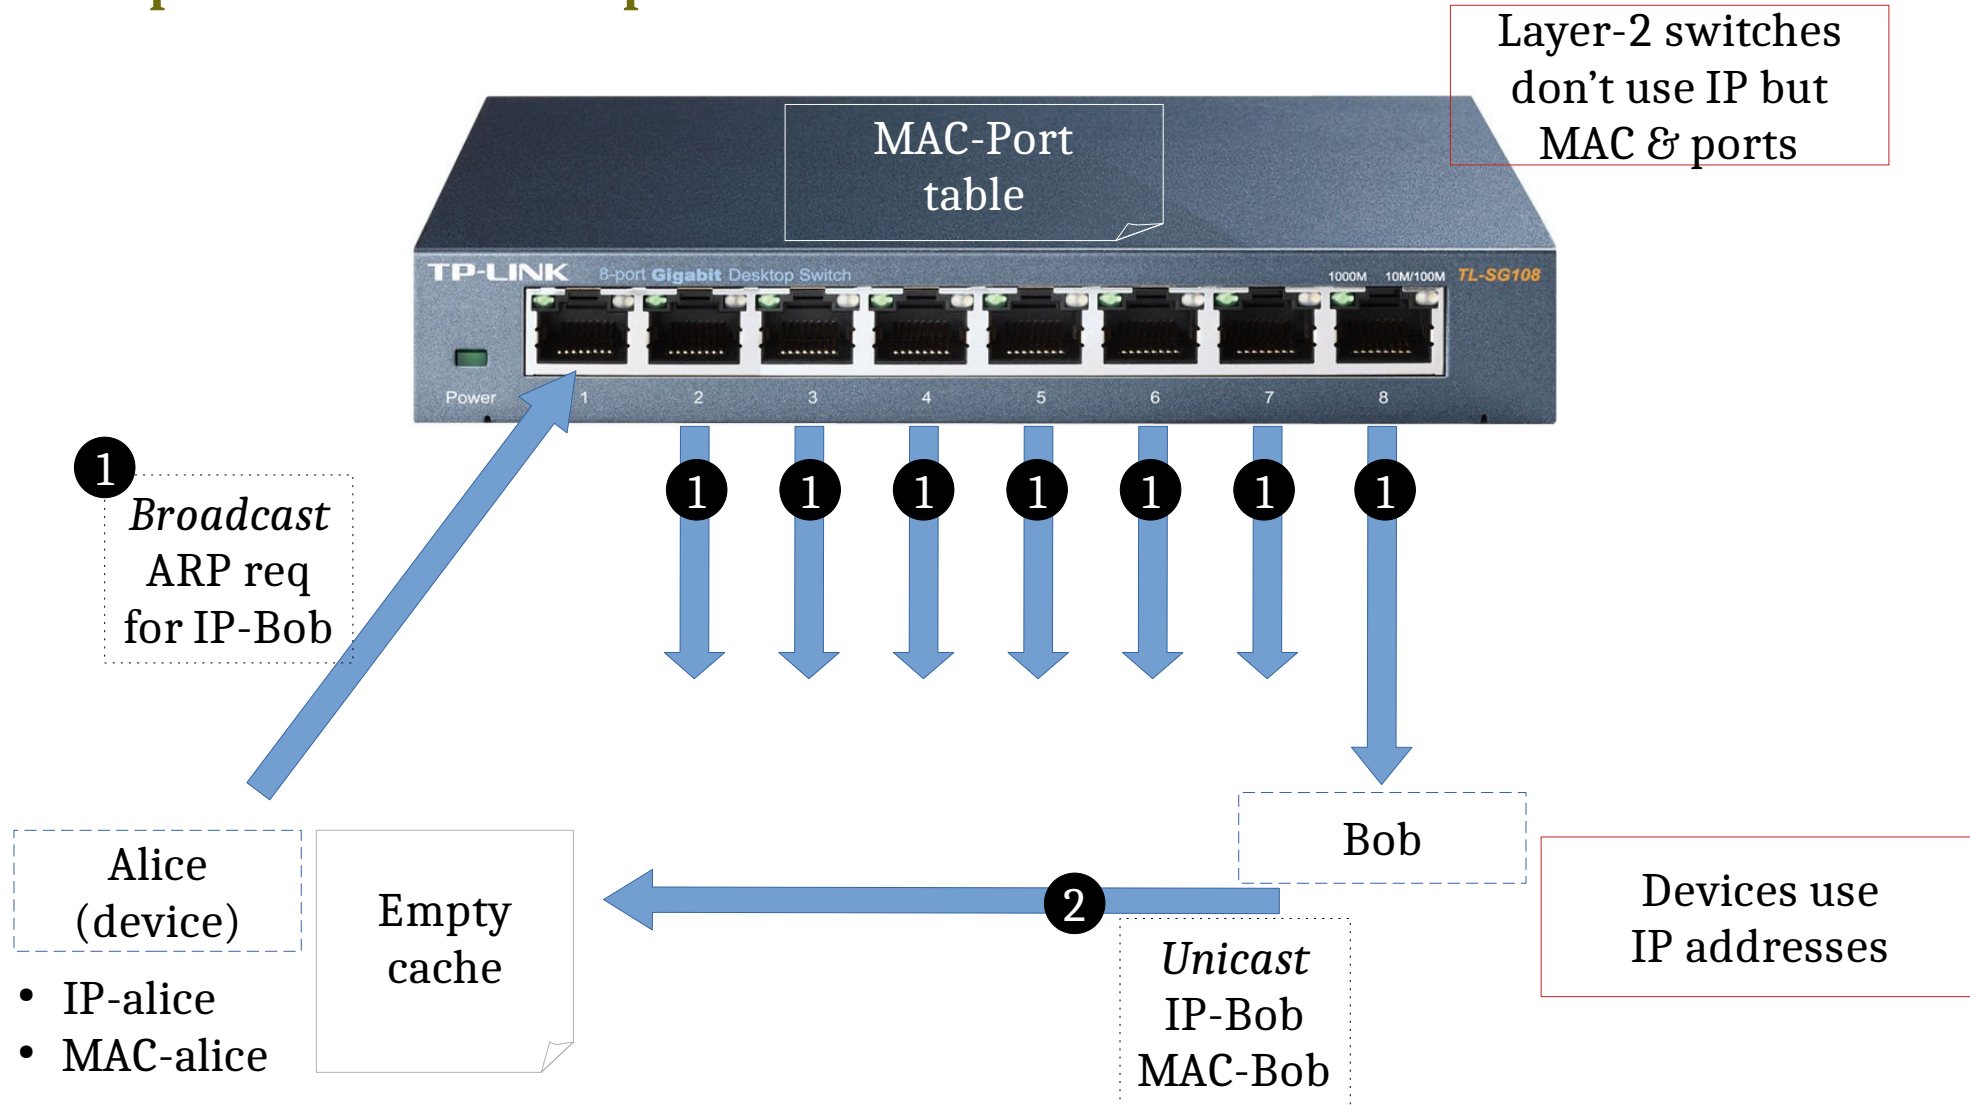 Layer-2 switches
don’t use IP but
MAC & ports
MAC-Port
table
TP-LINK 8-port Gigabit Desktop Switch 1000M 10M/100M TL-SG108
Power 1 2 3 4 5 6 7 8
1
Broadcast
ARP req
for IP-Bob
1 1 1 1 1 1 1
Alice
(device)
• IP-alice
• MAC-alice
Empty
cache
Bob
2
Unicast
IP-Bob
MAC-Bob
Devices use
IP addresses